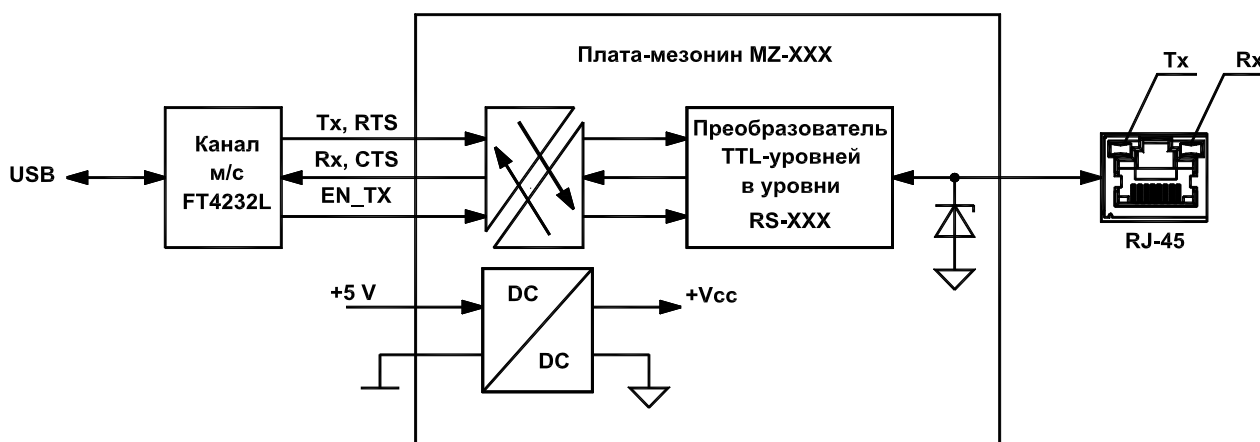 Плата-мезонин MZ-XXX
Tx
Rx
USB
Канал
м/с
FT4232L
Tx, RTS
Rx, CTS
EN_TX
Преобразователь
TTL-уровней
в уровни
RS-XXX
RJ-45
+5 V
DC
DC
+Vcc